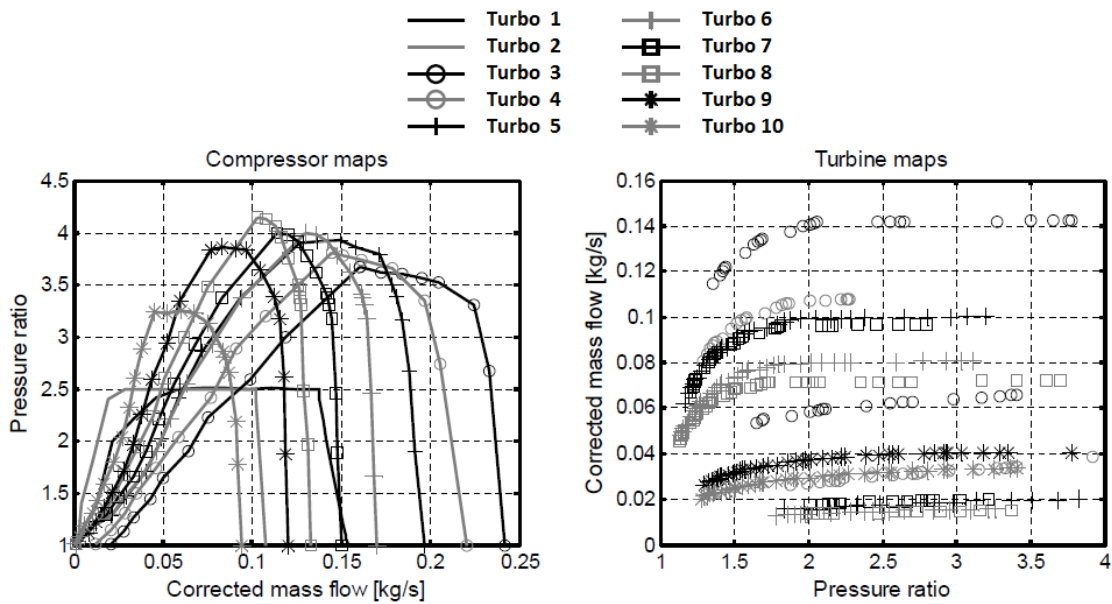 Turbo 1
Turbo 2
Turbo 3
Turbo 4
Turbo 5
Turbo 6
Turbo 7
Turbo 8
Turbo 9
Turbo 10
Compressor maps
4.5
4
3.5
3
2.5
2
1.5
1
Pressure ratio
0
0.05
0.1
0.15
0.2
0.25
Corrected mass flow [kg/s]
Turbine maps
0.16
0.14
0.12
0.1
0.08
0.06
0.04
0.02
0
Corrected mass flow [kg/s]
1
1.5
2
2.5
3
3.5
4
Pressure ratio